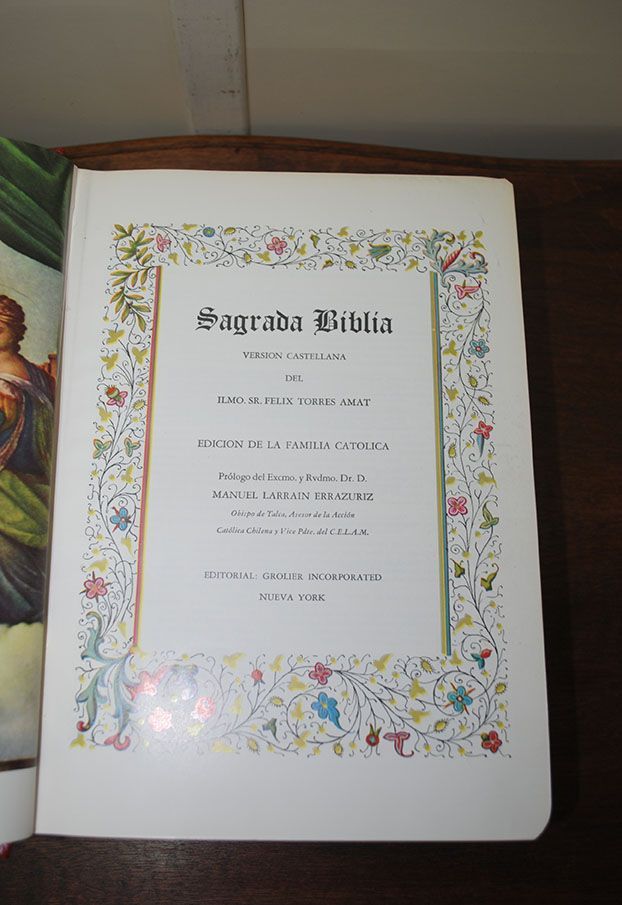 Sagrada Biblia
VERSION CASTELLANA
DEL
ILMO. SR. FELIX TORRES AMAT
EDICION DE LA FAMILIA CATOLICA
Prólogo del Excmo. y Rvdmo. Dr. D.
MANUEL LARRAIN ERRAZURIZ
Obispo de Talca, Asesor de la Acción
Católica Chilena y Vice Pdte. del C.E.L.A.M.
EDITORIAL: GROLIER INCORPORATED
NUEVA YORK